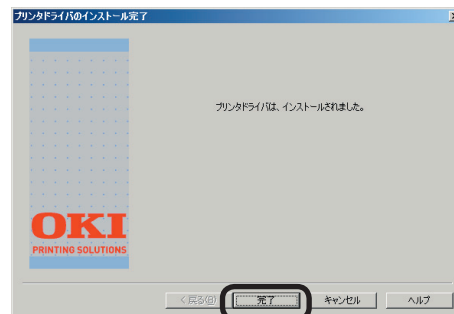 プリンタドライバのインストール完了
プリンタドライバは、インストールされました。
OKI
PRINTING SOLUTIONS
< 戻る(B)
完了
キャンセル
ヘルプ